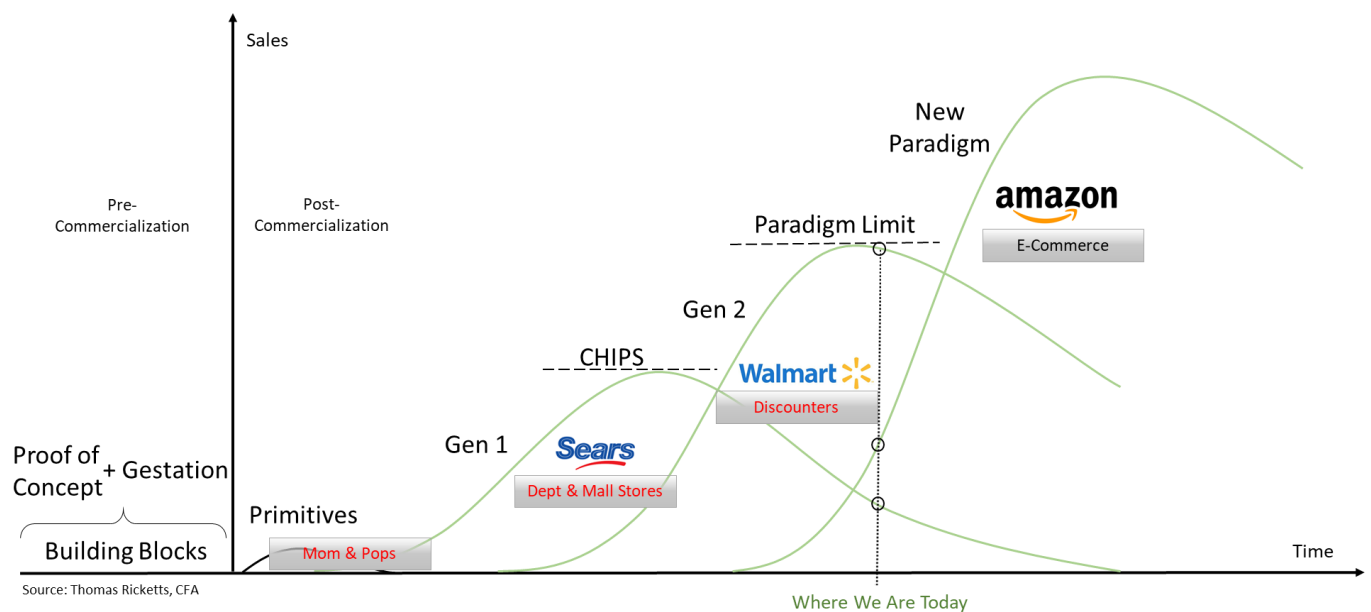 Sales
New
Paradigm
amazon
E-Commerce
Pre-
Commercialization
Post-
Commercialization
Paradigm Limit
Gen 2
CHIPS
Walmart
Discounters
Gen 1
Sears
Dept & Mall Stores
Proof of
Concept
+ Gestation
Building Blocks
Primitives
Mom & Pops
Time
Source: Thomas Ricketts, CFA
Where We Are Today